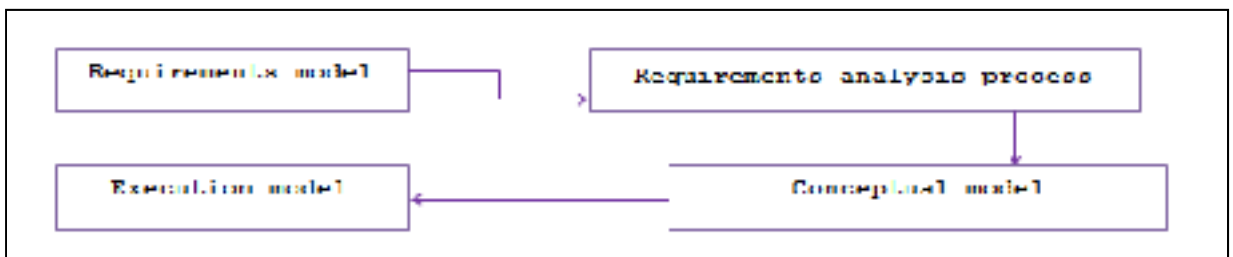 Requirements model
Requirements analysis process
Execution model
Conceptual model